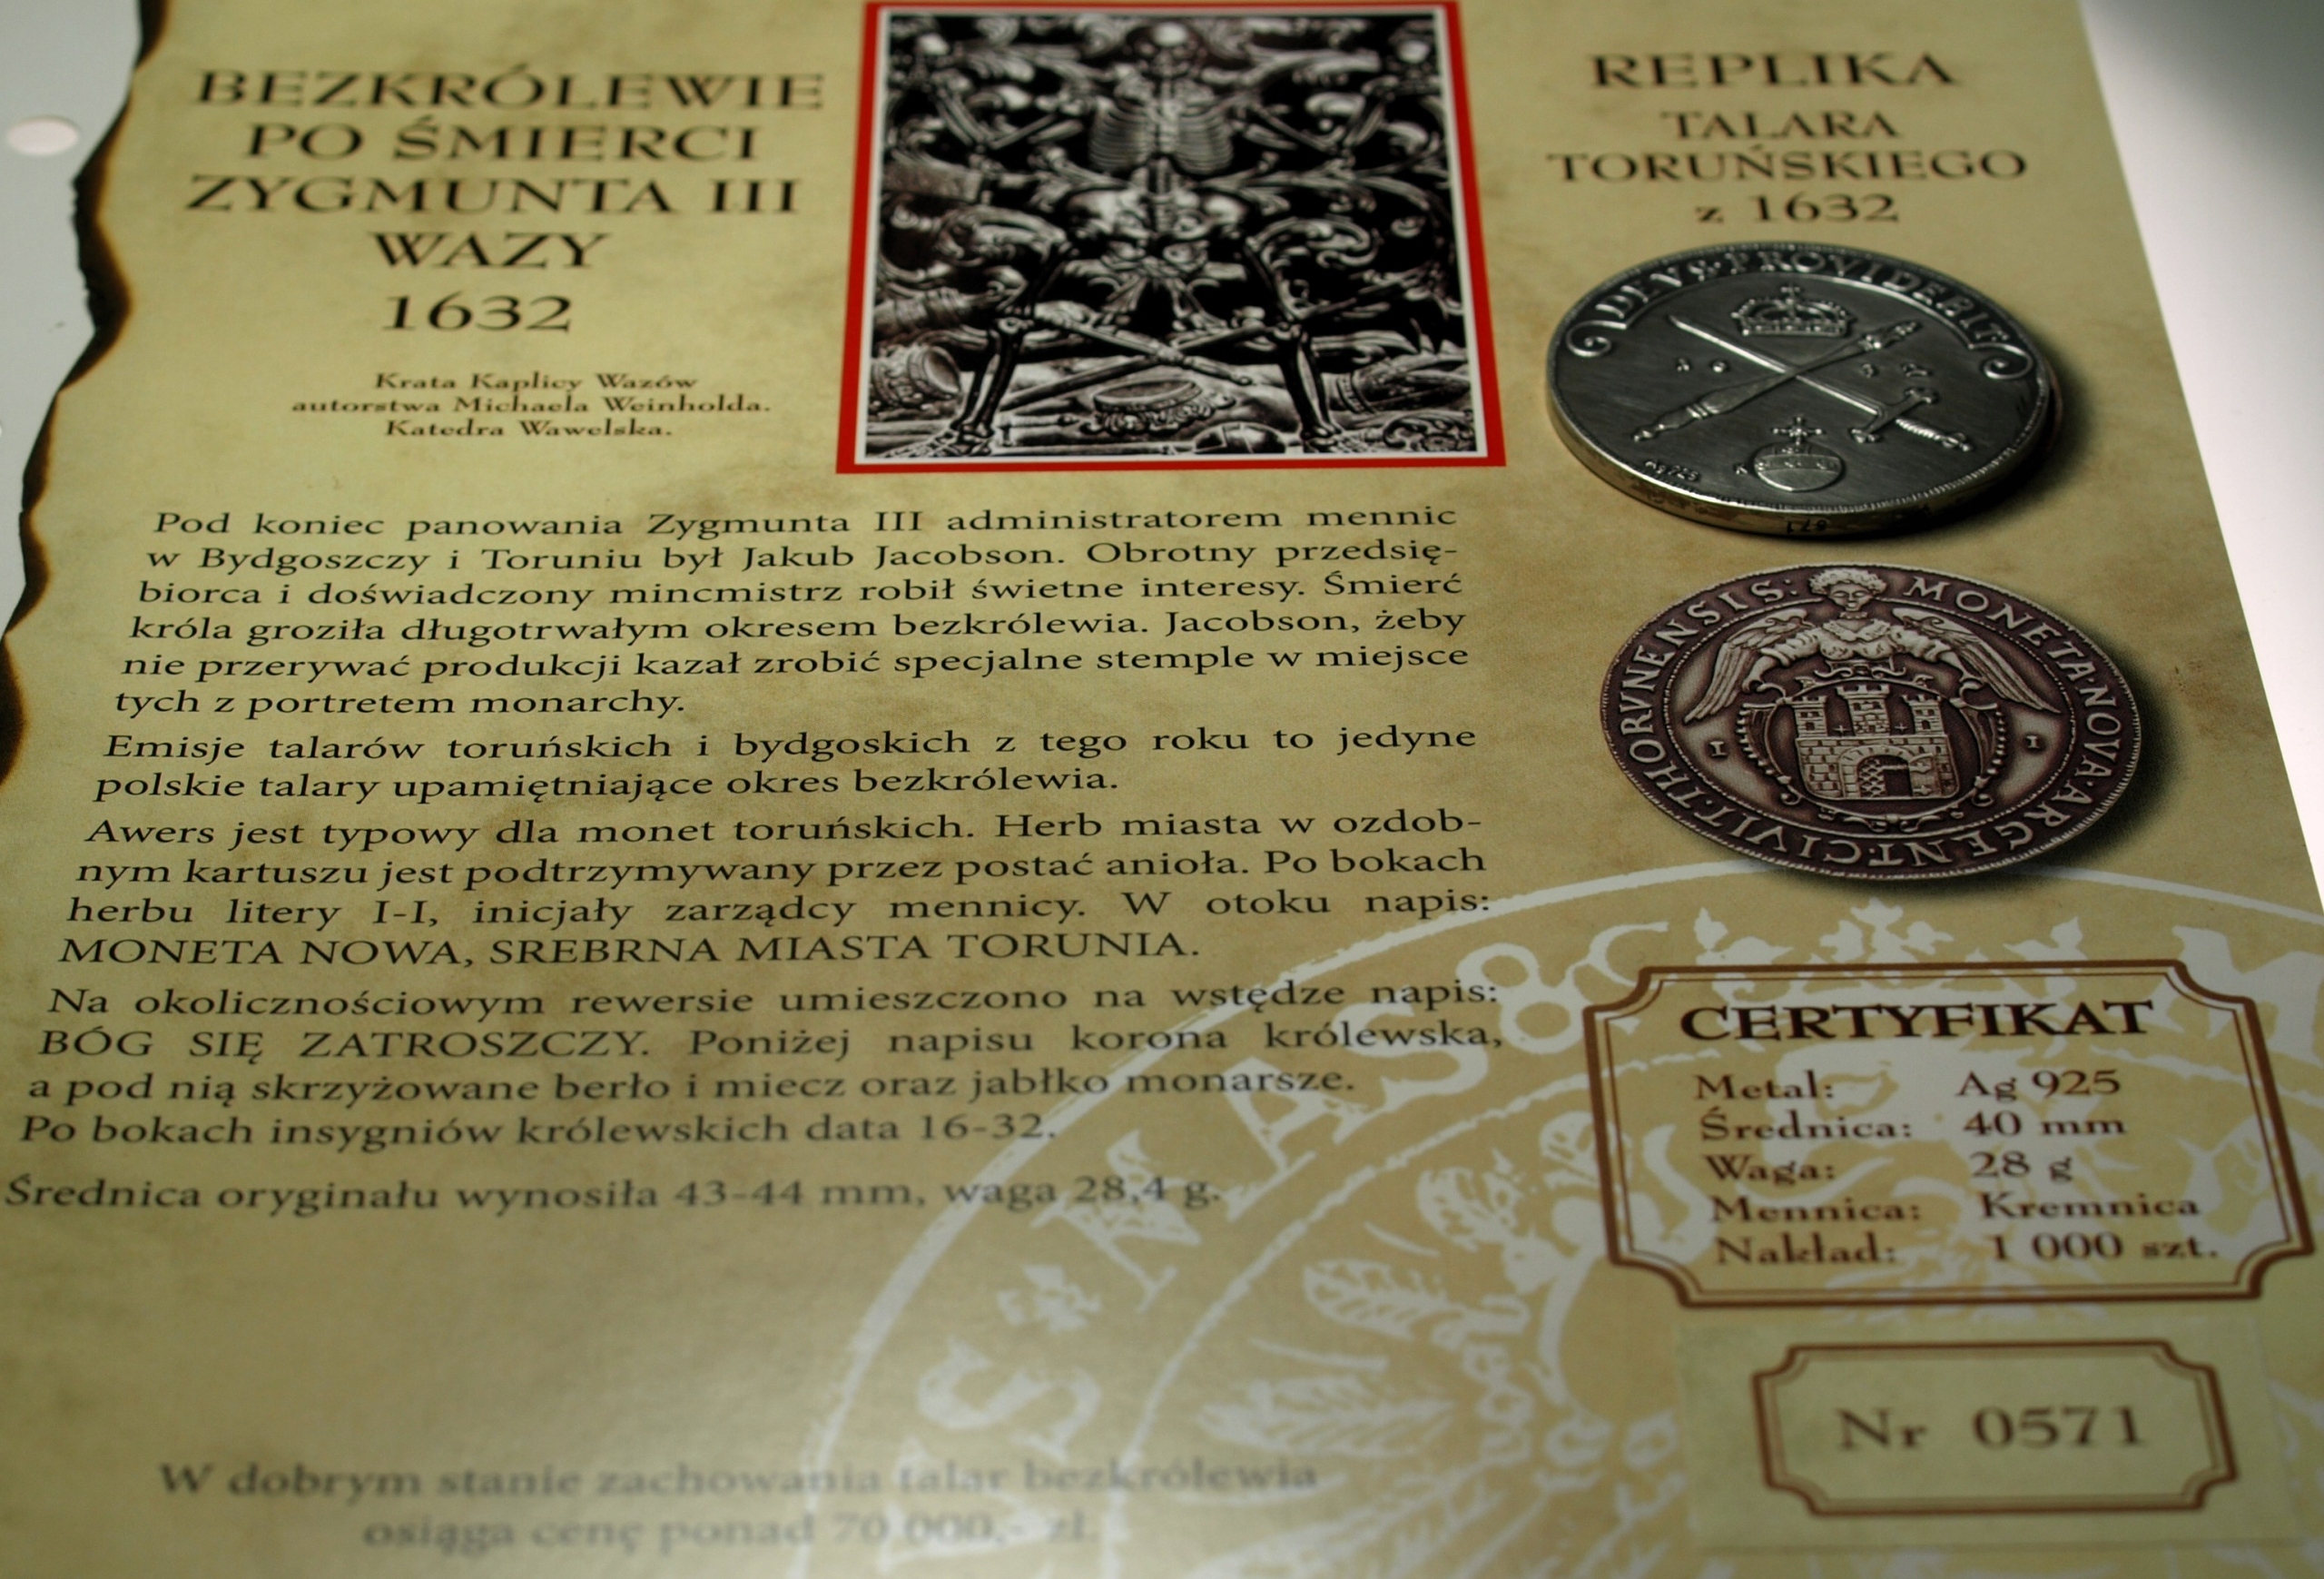 BEZKRÓLEWIE
PO ŚMIERCI
ZYGMUNTA III
WAZY
1632
Krata Kaplicy Wazów
autorstwa Michaela Weinholda.
Katedra Wawelska.
Pod koniec panowania Zygmunta III administratorem mennic
w Bydgoszczy i Toruniu był Jakub Jacobson. Obrotny przedsię-
biorca i doświadczony mincmistrz robił świetne interesy. Śmierć
króla groziła długotrwałym okresem bezkrólewia. Jacobson, żeby
nie przerywać produkcji kazał zrobić specjalne stemple w miejsce
tych z portretem monarchy.
Emisje talarów toruńskich i bydgoskich z tego roku to jedyne
polskie talary upamiętniające okres bezkrólewia.
Awers jest typowy dla monet toruńskich. Herb miasta w ozdob-
nym kartuszu jest podtrzymywany przez postać anioła. Po bokach
herbu litery I-I, inicjały zarządcy mennicy. W otoku napis:
MONETA NOWA, SREBRNA MIASTA TORUNIA.
Na okolicznościowym rewersie umieszczono na wstędze napis:
BÓG SIĘ ZATROSZCZY. Poniżej napisu korona królewska,
a pod nią skrzyżowane berło i miecz oraz jabłko monarsze.
Po bokach insygniów królewskich data 16-32.
Średnica oryginału wynosiła 43-44 mm, waga 28,4 g.
W dobrym stanie zachowania talar bezkrólewia
osiąga cenę ponad 70 000,- zł.
REPLIKA
TALARA
TORUŃSKIEGO
z 1632
DEVS·PROVIDEBIT
571
MONETA·NOVA·ARGENT·CIVIT·THORVNENSIS:
I I
CERTYFIKAT
Metal: Ag 925
Średnica: 40 mm
Waga: 28 g
Mennica: Kremnica
Nakład: 1 000 szt.
Nr 0571